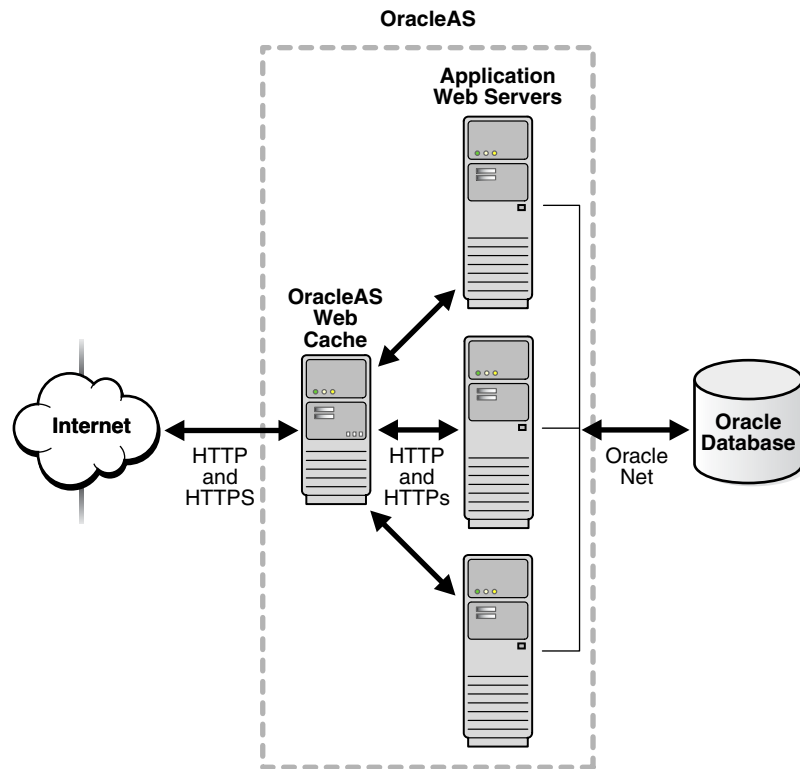 OracleAS
Application
Web Servers
OracleAS
Web
Cache
Internet
HTTP
and
HTTPS
HTTP
and
HTTPs
Oracle
Net
Oracle
Database